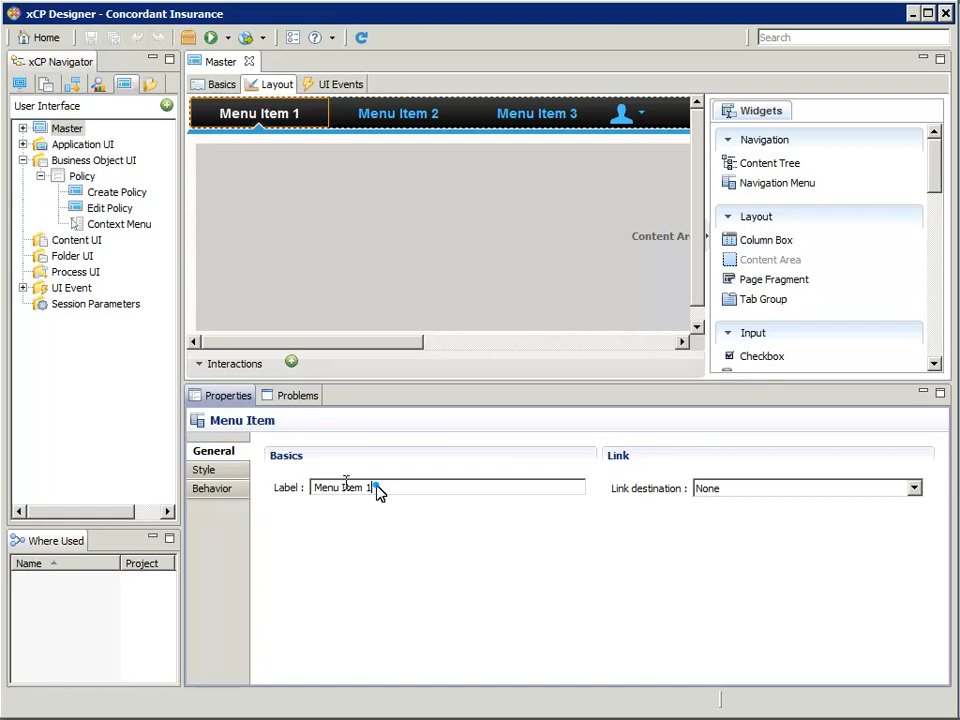 xCP Designer - Concordant Insurance
Home
Search
xCP Navigator
User Interface
Master
Application UI
Business Object UI
Policy
Create Policy
Edit Policy
Context Menu
Content UI
Folder UI
Process UI
UI Event
Session Parameters
Where Used
Name
Project
Master
Basics
Layout
UI Events
Menu Item 1
Menu Item 2
Menu Item 3
Content Ar
Interactions
Widgets
Navigation
Content Tree
Navigation Menu
Layout
Column Box
Content Area
Page Fragment
Tab Group
Input
Checkbox
Properties
Problems
Menu Item
General
Style
Behavior
Basics
Label :
Menu Item 1
Link
Link destination :
None